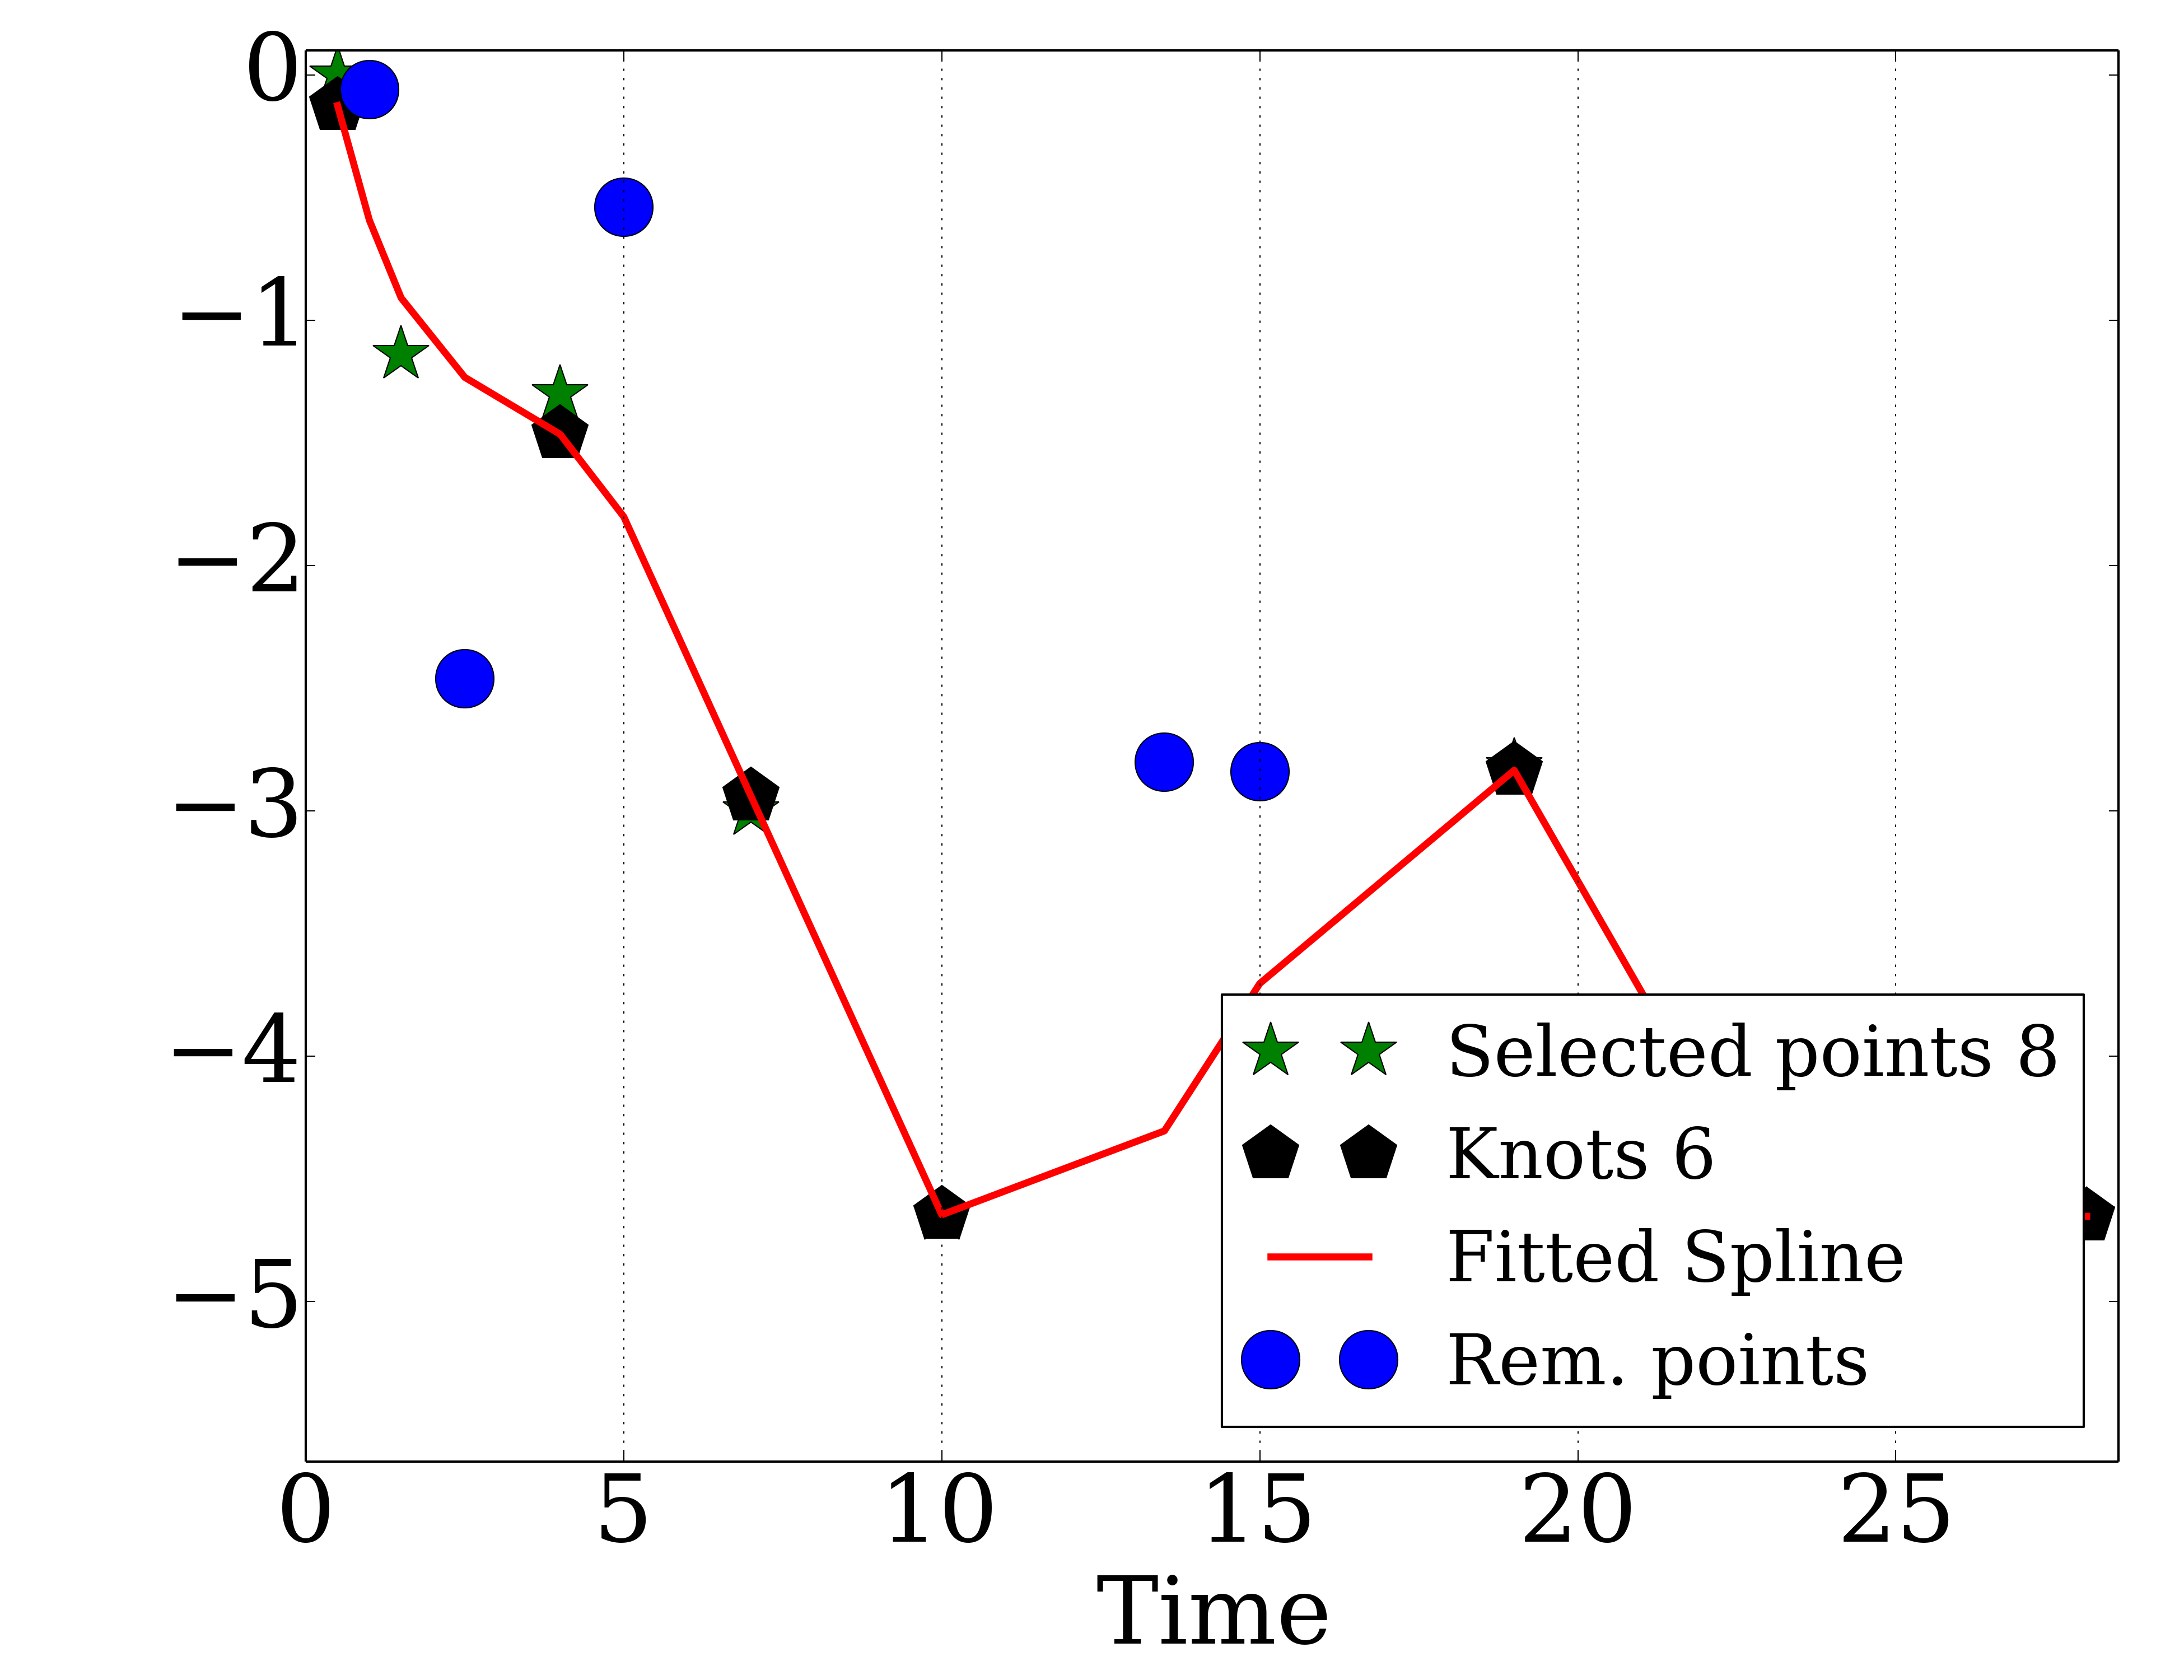 0
−1
−2
−3
−4
−5
Selected points 8
Knots 6
Fitted Spline
Rem. points
0 5 10 15 20 25
Time